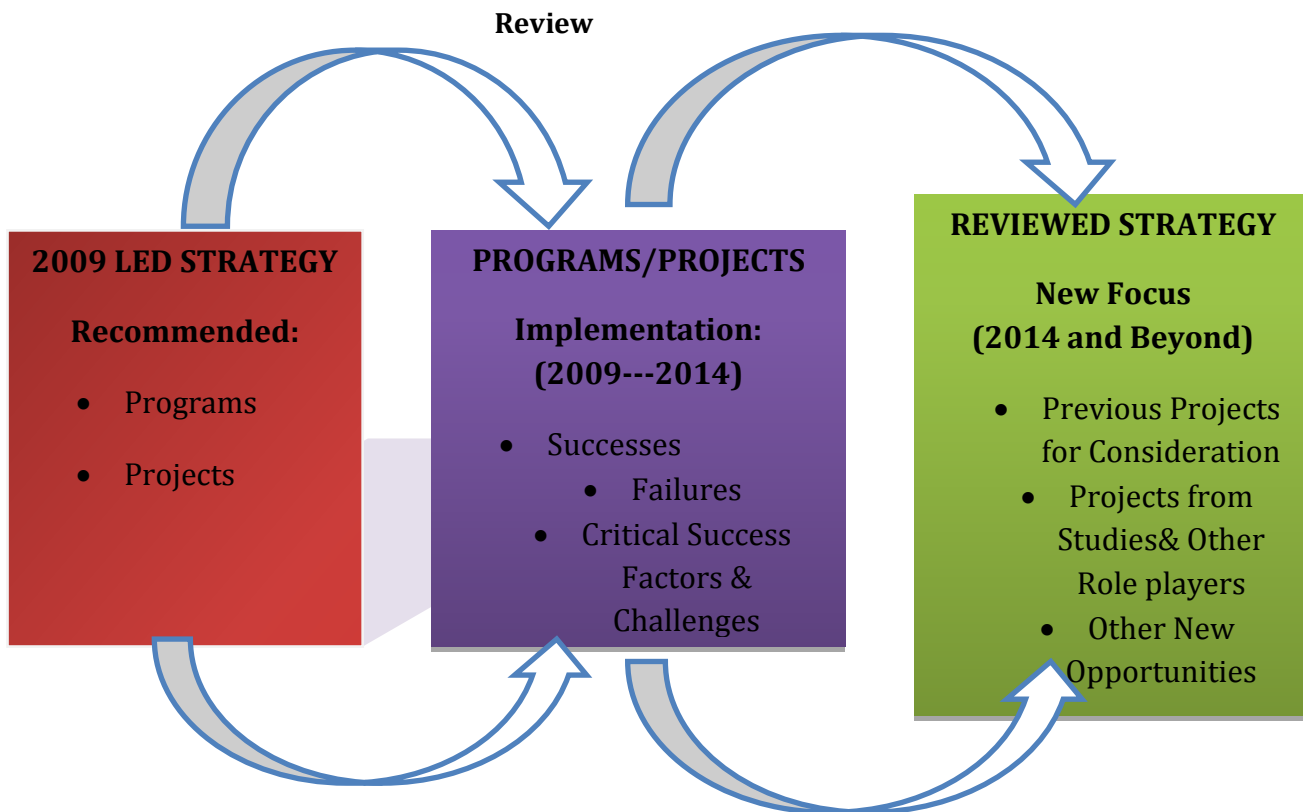 Review
2009 LED STRATEGY
Recommended:
• Programs
• Projects
PROGRAMS/PROJECTS
Implementation:
(2009---2014)
• Successes
• Failures
• Critical Success
Factors &
Challenges
REVIEWED STRATEGY
New Focus
(2014 and Beyond)
• Previous Projects
for Consideration
• Projects from
Studies& Other
Role players
• Other New
Opportunities